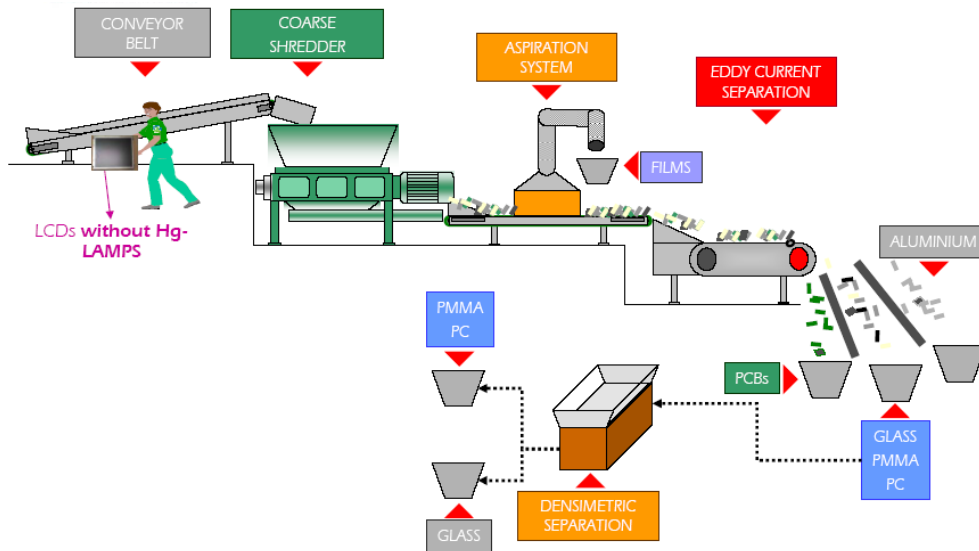 CONVEYOR
BELT
COARSE
SHREDDER
ASPIRATION
SYSTEM
EDDY CURRENT
SEPARATION
FILMS
LCDs without Hg-
LAMPS
ALUMINIUM
PMMA
PC
PCBs
GLASS
PMMA
PC
DENSIMETRIC
SEPARATION
GLASS